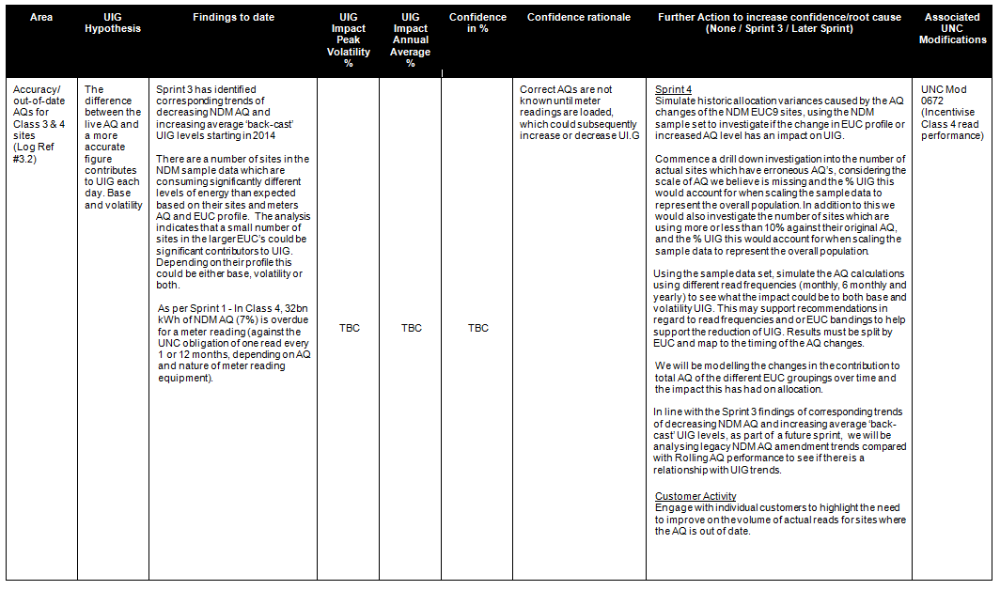 Area
UIG
Hypothesis
Findings to date
UIG
Impact
Peak
Volatility
%
UIG
Impact
Annual
Average
%
Confidence
in %
Confidence rationale
Further Action to increase confidence/root cause
(None / Sprint 3 / Later Sprint)
Associated
UNC
Modifications
Accuracy/
out-of-date
AQs for
Class 3 & 4
sites
(Log Ref
#3.2)
The
difference
between the
live AQ and
a more
accurate
figure
contributes
to UIG each
day. Base
and volatility
Sprint 3 has identified
corresponding trends of
decreasing NDM AQ and
increasing average 'back-cast'
UIG levels starting in 2014
There are a number of sites in the
NDM sample data which are
consuming significantly different
levels of energy than expected
based on their sites and meters
AQ and EUC profile. The analysis
indicates that a small number of
sites in the larger EUC's could be
significant contributors to UIG.
Depending on their profile this
could be either base, volatility or
both.
As per Sprint 1 - In Class 4, 32bn
kWh of NDM AQ (7%) is overdue
for a meter reading (against the
UNC obligation of one read every
1 or 12 months, depending on AQ
and nature of meter reading
equipment).
TBC
TBC
TBC
Correct AQs are not
known until meter
readings are loaded,
which could subsequently
increase or decrease UI.G
Sprint 4
Simulate historic allocation variances caused by the AQ
changes of the NDM EUC9 sites, using the NDM
sample set to investigate if the change in EUC profile or
increased AQ level has an impact on UIG.
Commence a drill down investigation into the number of
actual sites which have erroneous AQ's, considering the
scale of AQ we believe is missing and the % UIG this
would account for when scaling the sample data to
represent the overall population. In addition to this we
would also investigate the number of sites which are
using more or less than 10% against their original AQ,
and the % UIG this would account for when scaling the
sample data to represent the overall population.
Using the sample data set, simulate the AQ calculations
using different read frequencies (monthly, 6 monthly and
yearly) to see what the impact could be to both base and
volatility UIG. This may support recommendations in
regard to read frequencies and or EUC bandings to help
support the reduction of UIG. Results must be split by
EUC and map to the timing of the AQ changes.
We will be modelling the changes in the contribution to
total AQ of the different EUC groupings over time and
the impact this has had on allocation.
In line with the Sprint 3 findings of corresponding trends
of decreasing NDM AQ and increasing average 'back-
cast' UIG levels, as part of a future sprint, we will be
analysing legacy NDM AQ amendment trends compared
with Rolling AQ performance to see if there is a
relationship with UIG trends.
Customer Activity
Engage with individual customers to highlight the need
to improve on the volume of actual reads for sites where
the AQ is out of date.
UNC Mod
0672
(Incentivise
Class 4 read
performance)